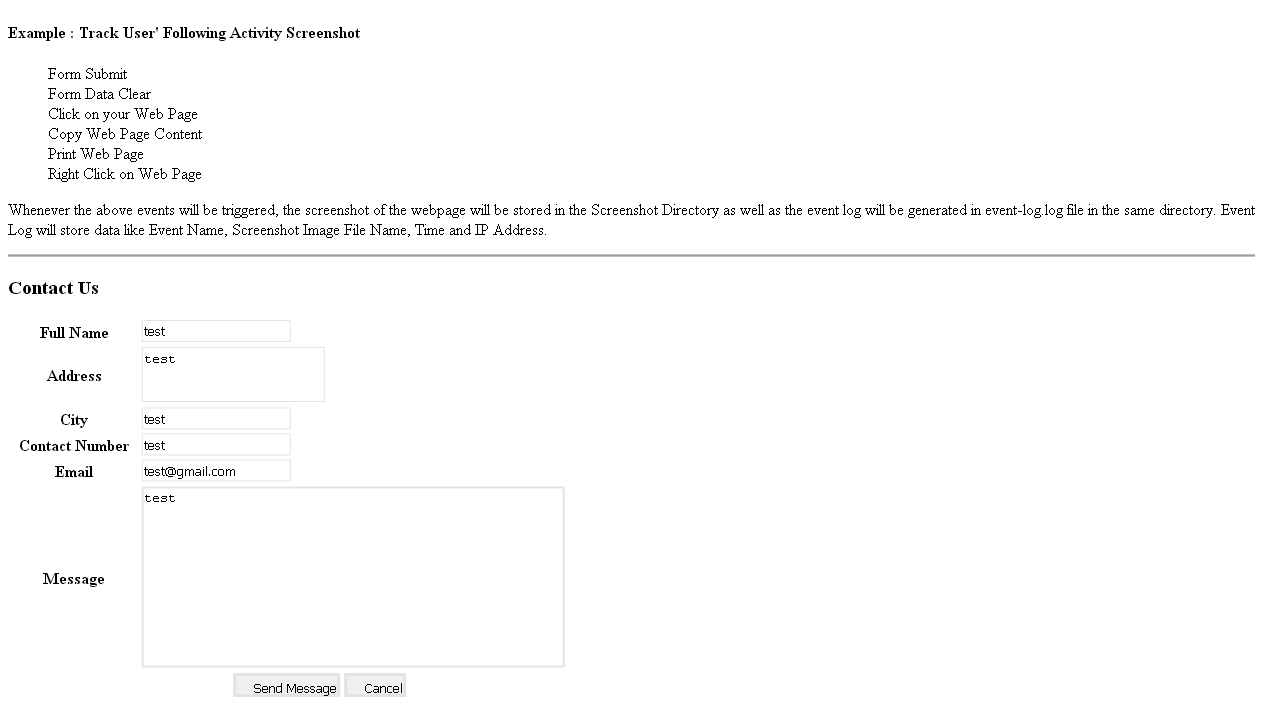 Example : Track User' Following Activity Screenshot
Form Submit
Form Data Clear
Click on your Web Page
Copy Web Page Content
Print Web Page
Right Click on Web Page
Whenever the above events will be triggered, the screenshot of the webpage will be stored in the Screenshot Directory as well as the event log will be generated in event-log.log file in the same directory. Event
Log will store data like Event Name, Screenshot Image File Name, Time and IP Address.
Contact Us
Full Name test
Address test
City test
Contact Number test
Email test@gmail.com
Message test
Send Message Cancel